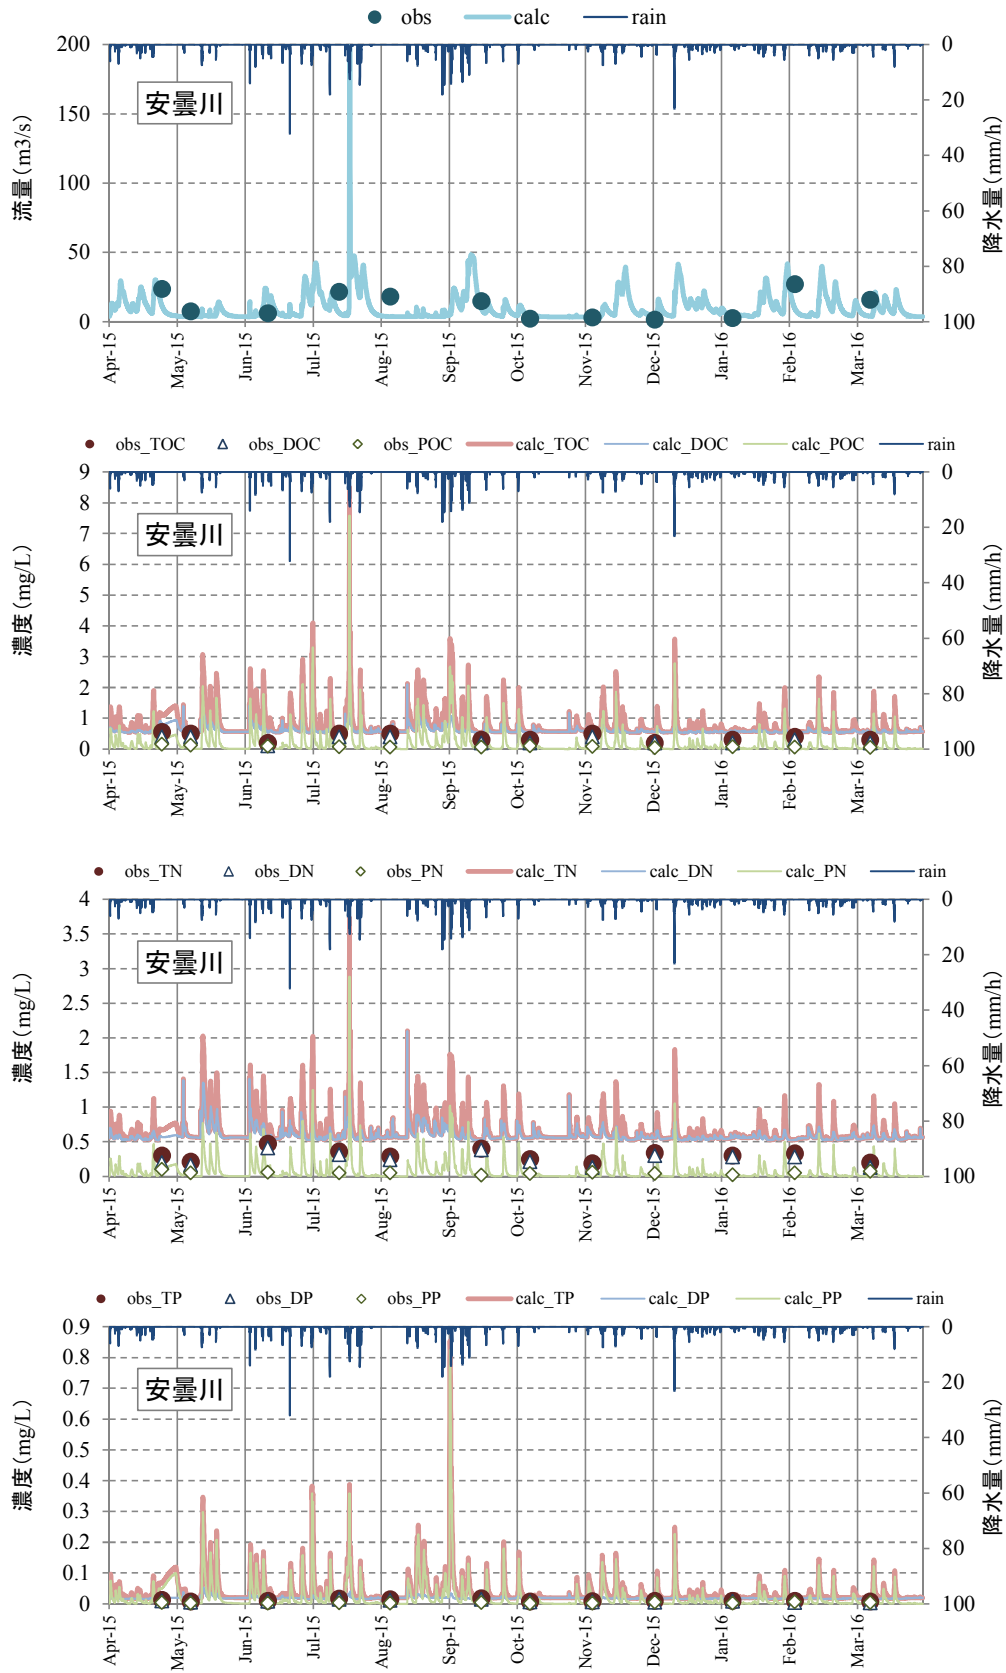 obs calc rain
200 0
150 20
100 40
50 60
0 80
100
流量(m3/s)
降水量(mm/h)
安曇川
Apr-15 May-15 Jun-15 Jul-15 Aug-15 Sep-15 Oct-15 Nov-15 Dec-15 Jan-16 Feb-16 Mar-16
obs_TOC obs_DOC obs_POC calc_TOC calc_DOC calc_POC rain
9 0
8
7 20
6
5 40
4
3 60
2 80
1
0 100
濃度(mg/L)
降水量(mm/h)
安曇川
Apr-15 May-15 Jun-15 Jul-15 Aug-15 Sep-15 Oct-15 Nov-15 Dec-15 Jan-16 Feb-16 Mar-16
obs_TN obs_DN obs_PN calc_TN calc_DN calc_PN rain
4 0
3.5
3 20
2.5
2 40
1.5 60
1 80
0.5
0 100
濃度(mg/L)
降水量(mm/h)
安曇川
Apr-15 May-15 Jun-15 Jul-15 Aug-15 Sep-15 Oct-15 Nov-15 Dec-15 Jan-16 Feb-16 Mar-16
obs_TP obs_DP obs_PP calc_TP calc_DP calc_PP rain
0.9 0
0.8
0.7 20
0.6
0.5 40
0.4
0.3 60
0.2 80
0.1
0 100
濃度(mg/L)
降水量(mm/h)
安曇川
Apr-15 May-15 Jun-15 Jul-15 Aug-15 Sep-15 Oct-15 Nov-15 Dec-15 Jan-16 Feb-16 Mar-16